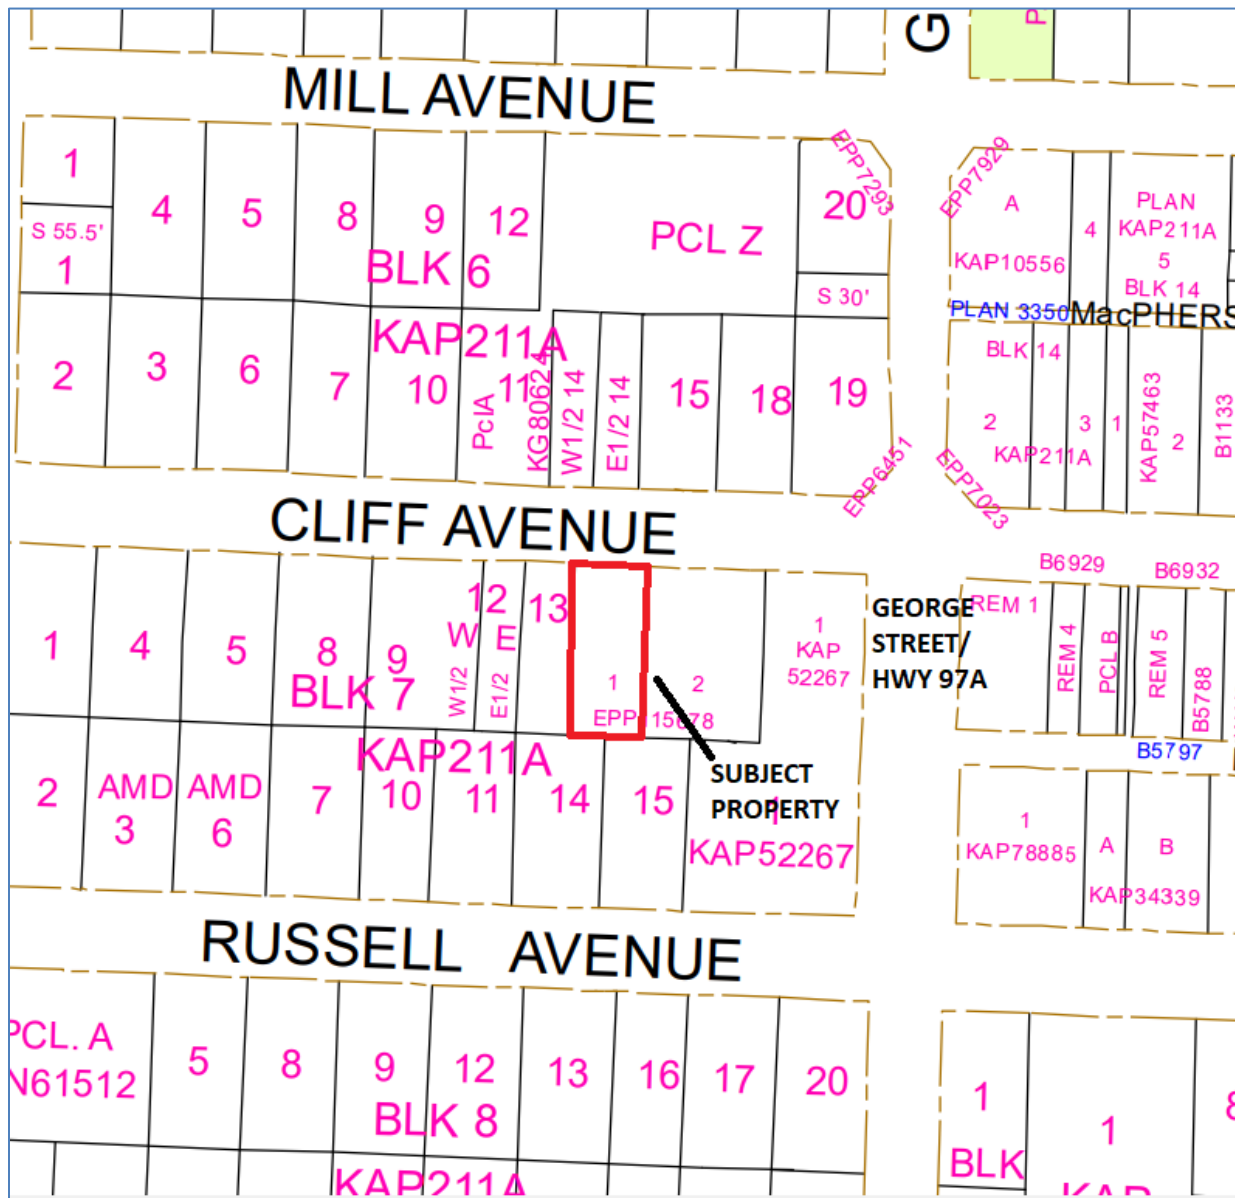 G
P
MILL AVENUE
1
4
5
8
9
12
PCL Z
20
EPP7293
EPP7929
A
KAP10556
4
PLAN
KAP211A
5
BLK 14
S 55.5'
1
BLK 6
S 30'
PLAN 3350
MacPHERS
KAP211A
2
3
6
7
10
PclA
11
W1/2 14
E1/2 14
15
18
19
EPP6451
BLK 14
2
KAP211A
3
1
KAP57463
2
B1133
EPP7023
CLIFF AVENUE
B6929
B6932
1
4
5
8
9
12
W
E
W1/2
E1/2
13
1
2
1
KAP
52267
GEORGE
STREET/
HWY 97A
REM 1
REM 4
PCL B
REM 5
B5788
BLK 7
B5797
KAP211A
2
AMD
3
AMD
6
7
10
11
14
15
SUBJECT
PROPERTY
1
KAP52267
1
KAP78885
A
B
KAP34339
RUSSELL AVENUE
PCL. A
N61512
5
8
9
12
13
16
17
20
BLK 8
KAP211A
1
BLK
1
KAP
8